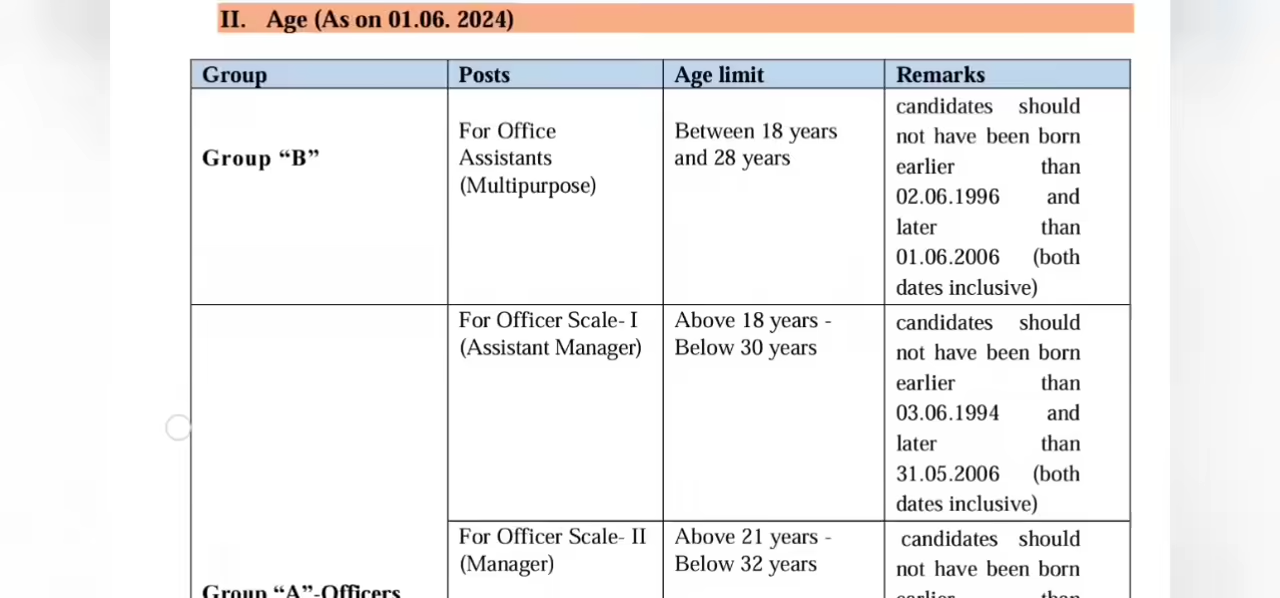 II. Age (As on 01.06. 2024)
Group Posts Age limit Remarks
Group “B”
For Office
Assistants
(Multipurpose)
Between 18 years
and 28 years
candidates should
not have been born
earlier than
02.06.1996 and
later than
01.06.2006 (both
dates inclusive)
For Officer Scale- I
(Assistant Manager)
Above 18 years -
Below 30 years
candidates should
not have been born
earlier than
03.06.1994 and
later than
31.05.2006 (both
dates inclusive)
Group “A”-Officers
For Officer Scale- II
(Manager)
Above 21 years -
Below 32 years
candidates should
not have been born
earlier than